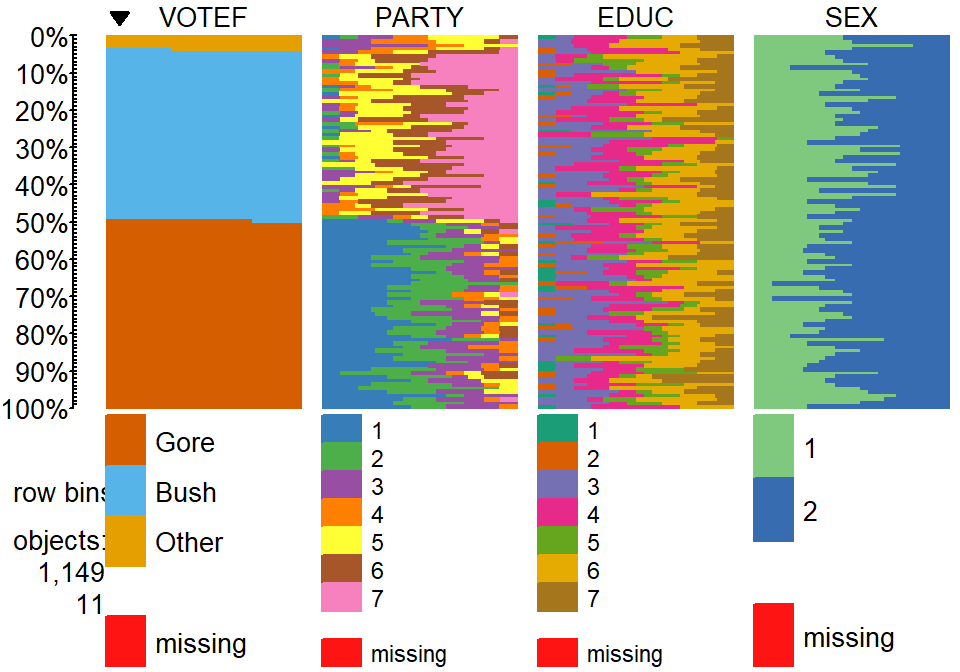 VOTEF PARTY EDUC SEX
0%
10%
20%
30%
40%
50%
60%
70%
80%
90%
100%
Gore
Bush
Other
missing
row bins
objects:
1,149
11
1
2
3
4
5
6
7
missing
1
2
3
4
5
6
7
missing
1
2
missing